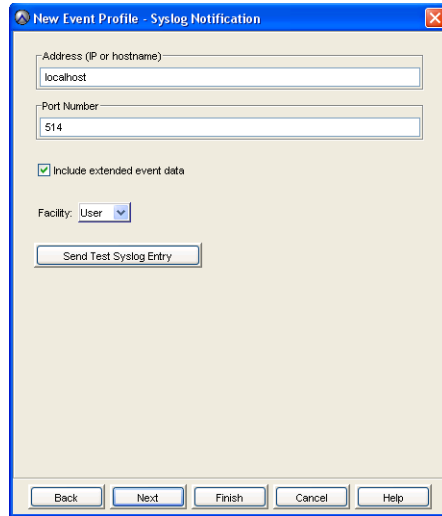 New Event Profile - Syslog Notification
Address (IP or hostname)
localhost
Port Number
514
Include extended event data
Facility: User
Send Test Syslog Entry
Back Next Finish Cancel Help